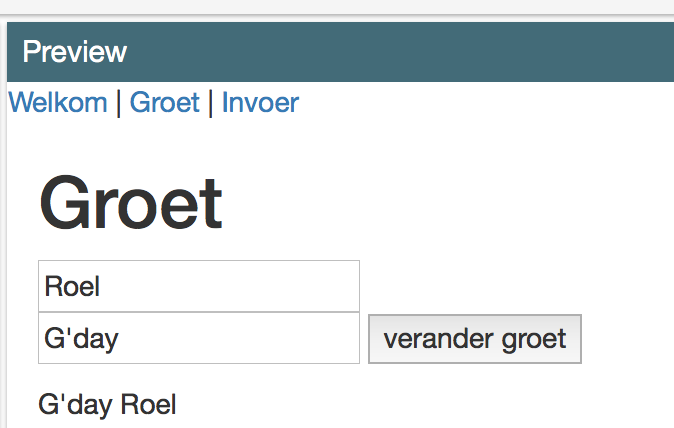 Preview
Welkom | Groet | Invoer
Groet
Roel
G'day verander groet
G'day Roel